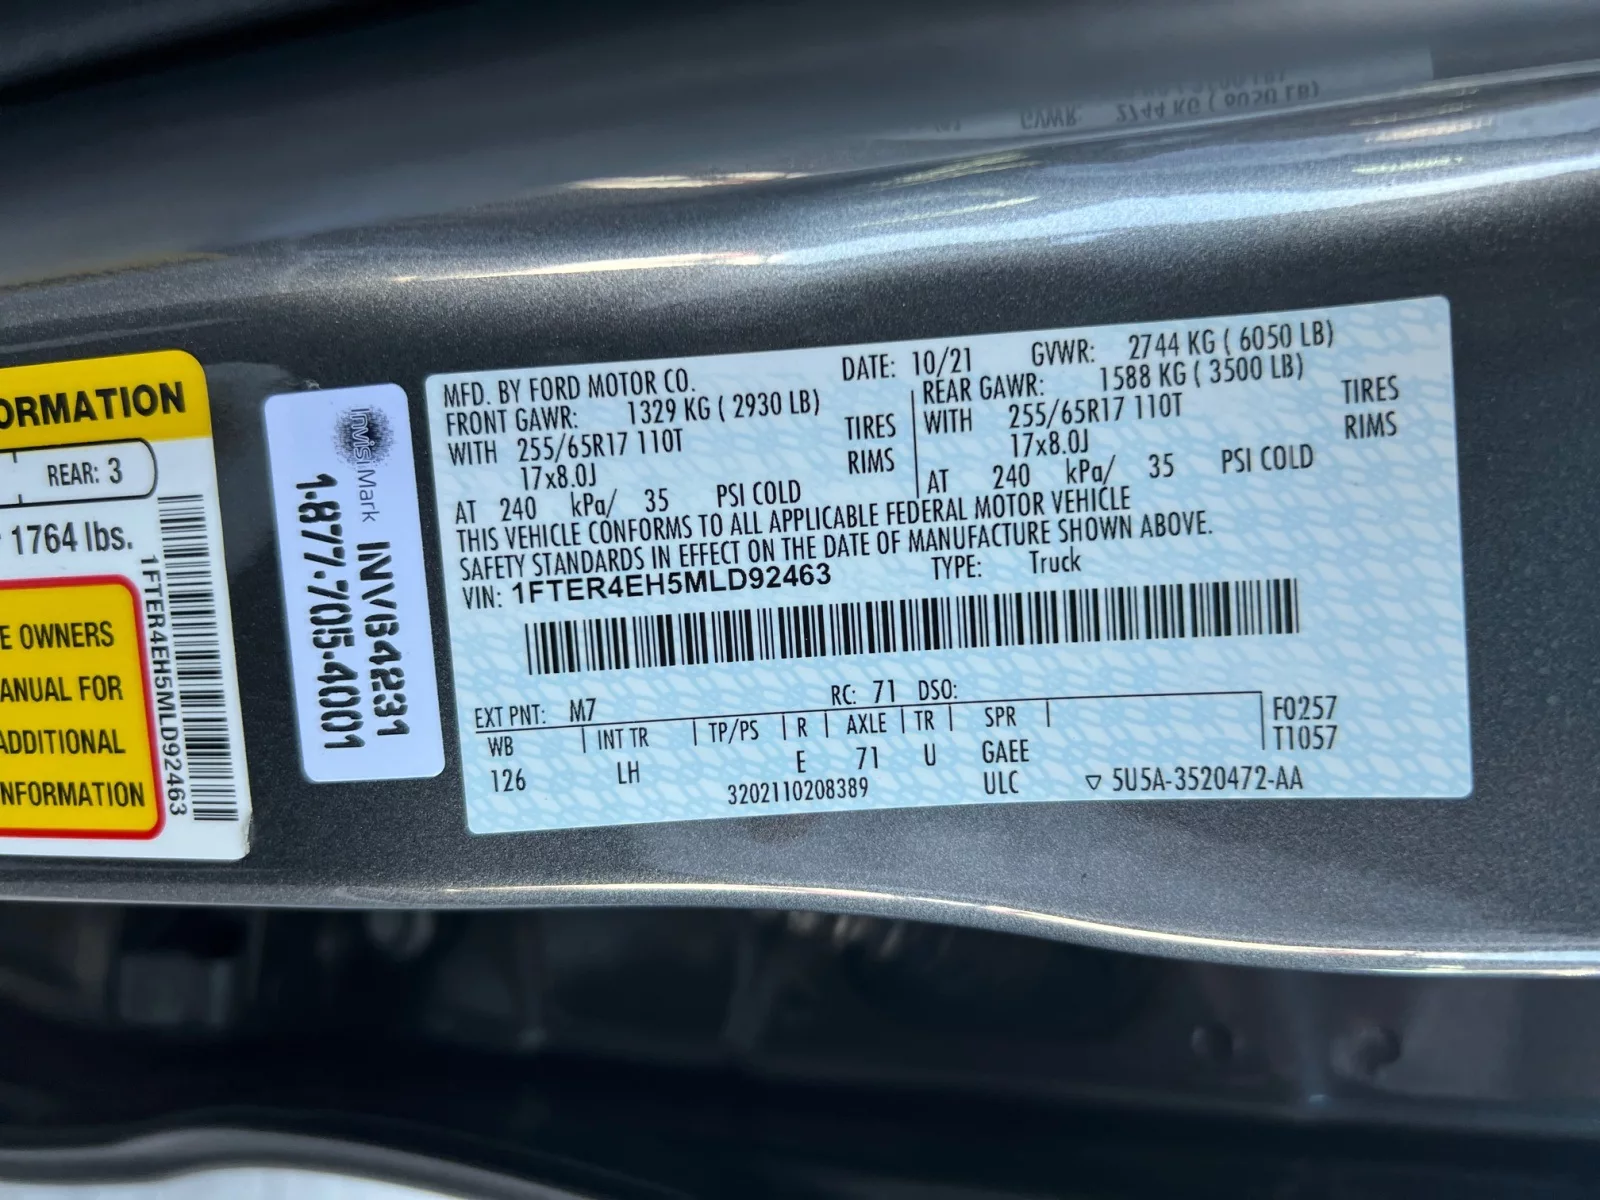 ORMATION
REAR: 3
1764 lbs.
E OWNERS
ANUAL FOR
ADDITIONAL
NFORMATION
1FTER4EH5MLD92463
InvisiMark INV64231
1-877-705-4001
MFD. BY FORD MOTOR CO. DATE: 10/21 GVWR: 2744 KG ( 6050 LB)
FRONT GAWR: 1329 KG ( 2930 LB) REAR GAWR: 1588 KG ( 3500 LB)
WITH 255/65R17 110T TIRES WITH 255/65R17 110T TIRES
17x8.0J RIMS 17x8.0J RIMS
AT 240 kPa/ 35 PSI COLD AT 240 kPa/ 35 PSI COLD
THIS VEHICLE CONFORMS TO ALL APPLICABLE FEDERAL MOTOR VEHICLE
SAFETY STANDARDS IN EFFECT ON THE DATE OF MANUFACTURE SHOWN ABOVE.
VIN: 1FTER4EH5MLD92463 TYPE: Truck
EXT PNT: M7 RC: 71 DSO:
WB INT TR TP/PS R AXLE TR SPR F0257
126 LH E 71 U GAEE T1057
3202110208389 ULC ▽ 5U5A-3520472-AA
GVWR: 2744 KG ( 6050 LB)